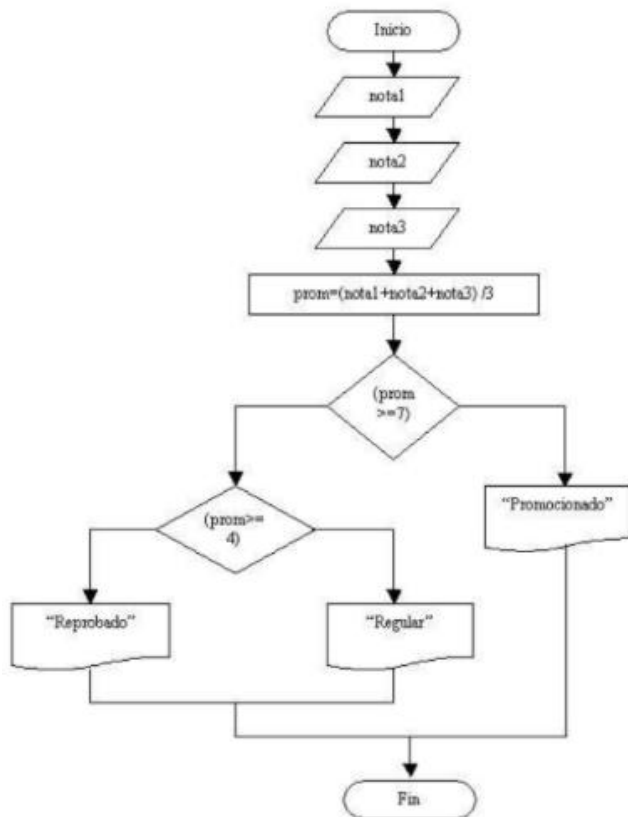 Inicio
nota1
nota2
nota3
prom=(nota1+nota2+nota3) /3
(prom
>=7)
"Promocionado"
(prom>=
4)
"Reprobado"
"Regular"
Fin